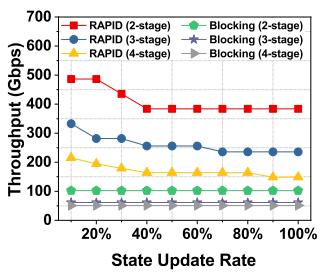 RAPID (2-stage) Blocking (2-stage)
RAPID (3-stage) Blocking (3-stage)
RAPID (4-stage) Blocking (4-stage)
Throughput (Gbps)
700
600
500
400
300
200
100
0
20% 40% 60% 80% 100%
State Update Rate